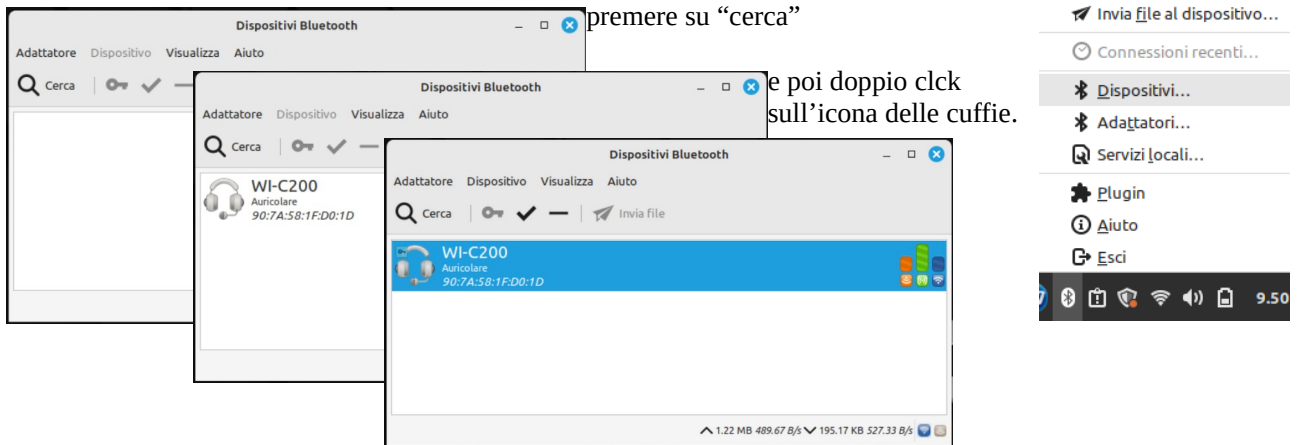 premere su “cerca”
e poi doppio clck
sull’icona delle cuffie.
Dispositivi Bluetooth
Adattatore Dispositivo Visualizza Aiuto
Cerca
Dispositivi Bluetooth
Adattatore Dispositivo Visualizza Aiuto
Cerca
WI-C200
Auricolare
90:7A:58:1F:D0:1D
Dispositivi Bluetooth
Adattatore Dispositivo Visualizza Aiuto
Cerca Invia file
WI-C200
Auricolare
90:7A:58:1F:D0:1D
1.22 MB 489.67 B/s 195.17 KB 527.33 B/s
Invia file al dispositivo...
Connessioni recenti...
Dispositivi...
Adattatori...
Servizi locali...
Plugin
Aiuto
Esci
9.50